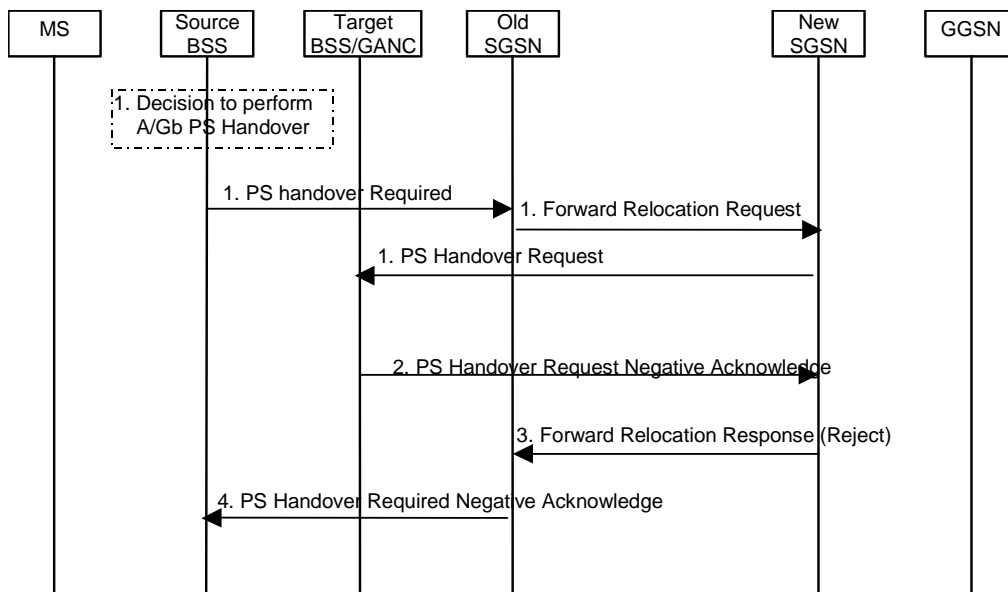 MS
Source
BSS
Target
BSS/GANC
Old
SGSN
New
SGSN
GGSN
1. Decision to perform
A/Gb PS Handover
1. PS handover Required
1. Forward Relocation Request
1. PS Handover Request
2. PS Handover Request Negative Acknowledge
3. Forward Relocation Response (Reject)
4. PS Handover Required Negative Acknowledge